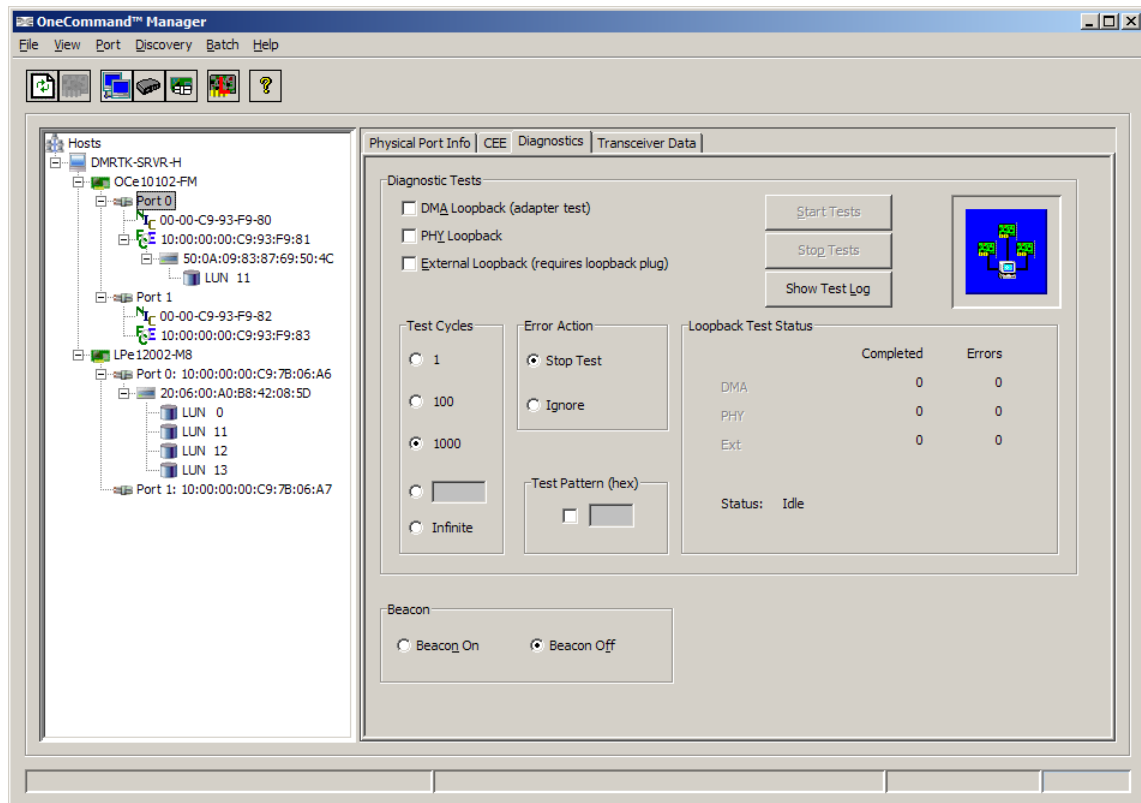 OneCommand™ Manager
File View Port Discovery Batch Help
Hosts
DMRTK-SRVR-H
OCe10102-FM
Port 0
NIC 00-00-C9-93-F9-80
FCoE 10:00:00:00:C9:93:F9:81
50:0A:09:83:87:69:50:4C
LUN 11
Port 1
NIC 00-00-C9-93-F9-82
FCoE 10:00:00:00:C9:93:F9:83
LPe12002-M8
Port 0: 10:00:00:00:C9:7B:06:A6
20:06:00:A0:B8:42:08:5D
LUN 0
LUN 11
LUN 12
LUN 13
Port 1: 10:00:00:00:C9:7B:06:A7
Physical Port Info CEE Diagnostics Transceiver Data
Diagnostic Tests
DMA Loopback (adapter test)
PHY Loopback
External Loopback (requires loopback plug)
Start Tests
Stop Tests
Show Test Log
Test Cycles
1
100
1000
Infinite
Error Action
Stop Test
Ignore
Test Pattern (hex)
Loopback Test Status
Completed Errors
DMA 0 0
PHY 0 0
Ext 0 0
Status: Idle
Beacon
Beacon On Beacon Off